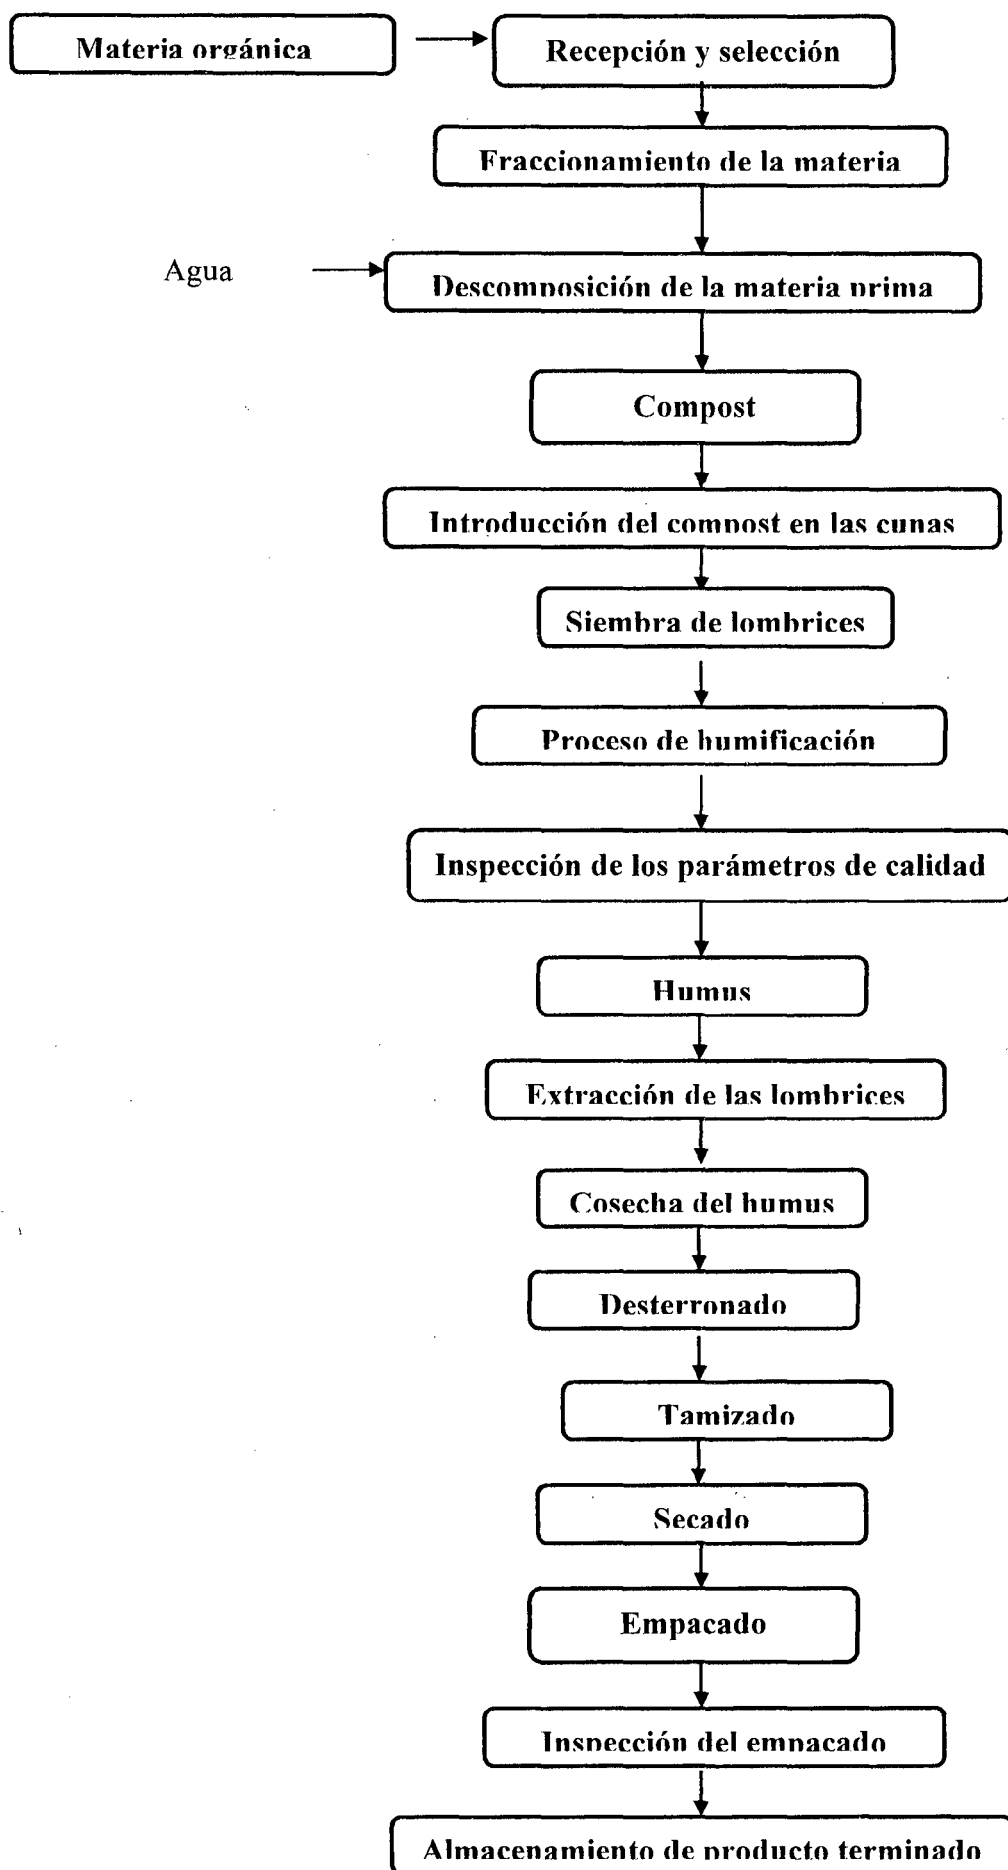 Materia orgánica
Recepción y selección
Fraccionamiento de la materia
Agua
Descomposición de la materia prima
Compost
Introducción del compost en las cunas
Siembra de lombrices
Proceso de humificación
Inspección de los parámetros de calidad
Humus
Extracción de las lombrices
Cosecha del humus
Desterronado
Tamizado
Secado
Empacado
Inspección del empacado
Almacenamiento de producto terminado